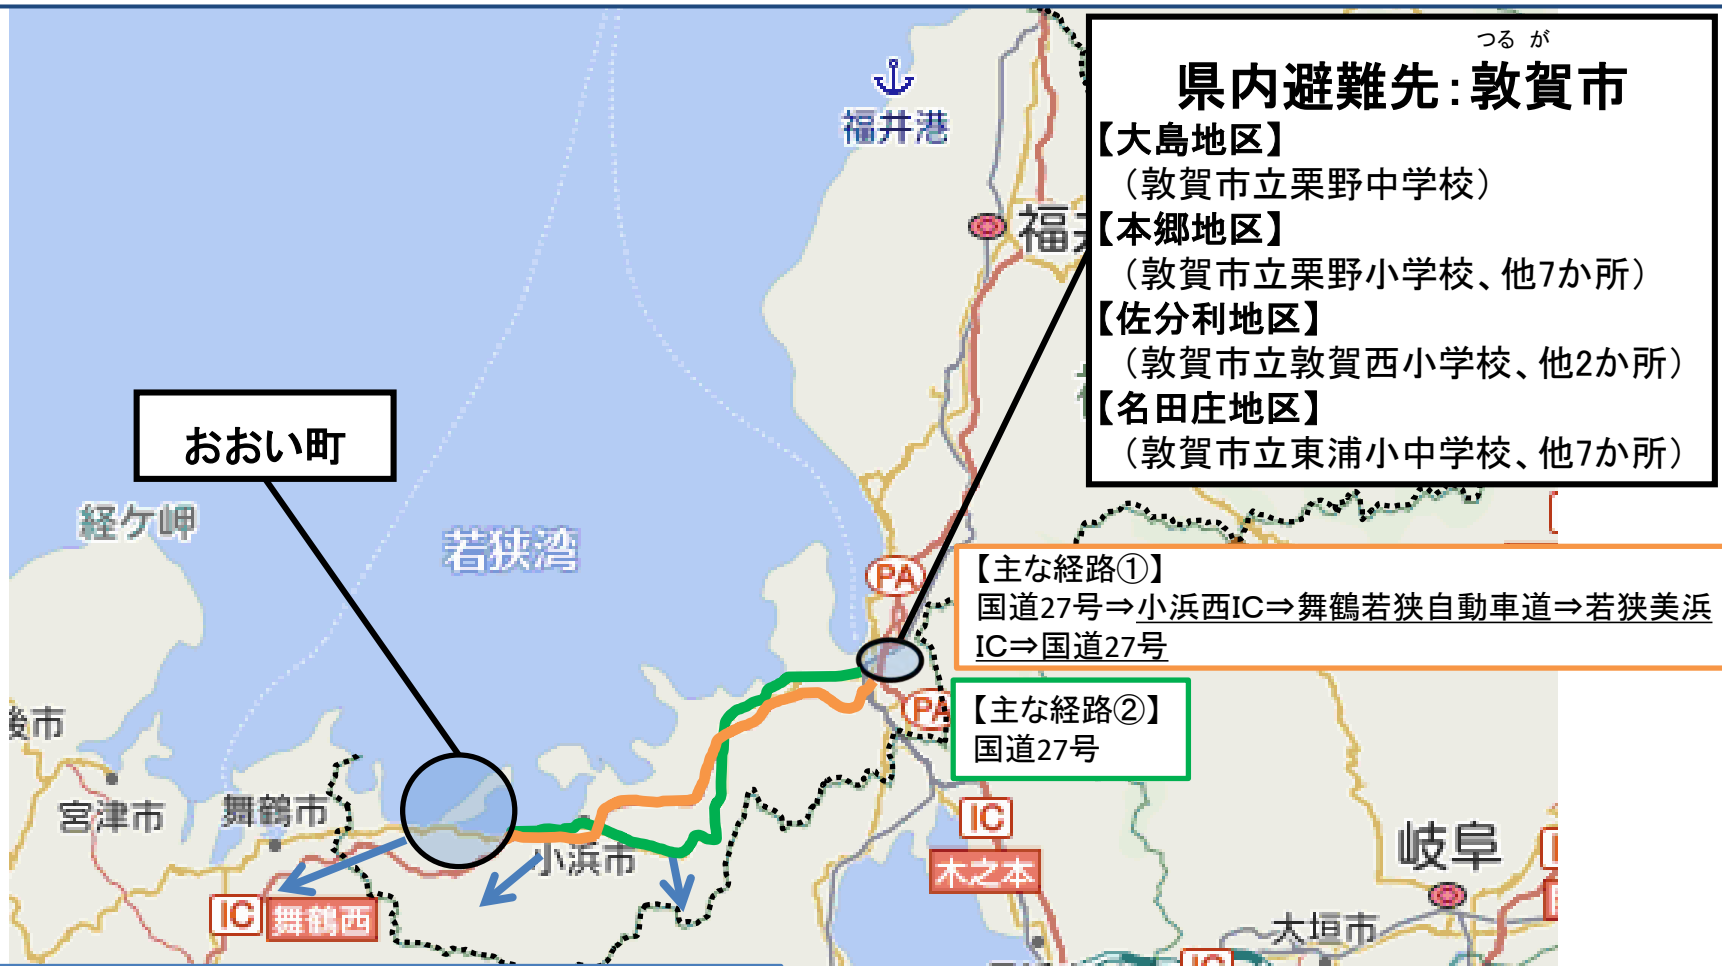 つる が
県内避難先:敦賀市
【大島地区】
(敦賀市立栗野中学校)
【本郷地区】
(敦賀市立栗野小学校、他7か所)
【佐分利地区】
(敦賀市立敦賀西小学校、他2か所)
【名田庄地区】
(敦賀市立東浦小中学校、他7か所)
福井港
福
おおい町
経ケ岬
若狭湾
PA
【主な経路①】
国道27号⇒小浜西IC⇒舞鶴若狭自動車道⇒若狭美浜
IC⇒国道27号
PA
【主な経路②】
国道27号
後市
宮津市
舞鶴市
小浜市
IC
舞鶴西
IC
木之本
岐阜
大垣市
IC